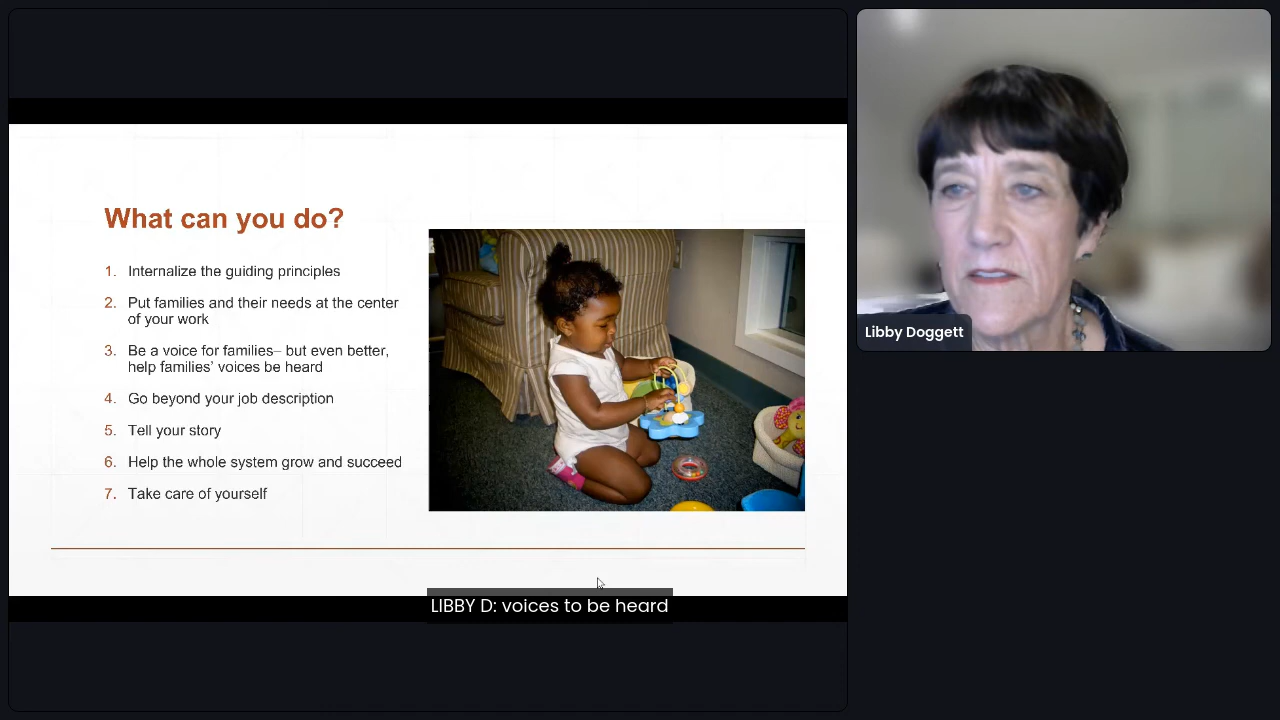 What can you do?
1. Internalize the guiding principles
2. Put families and their needs at the center
of your work
3. Be a voice for families– but even better,
help families' voices be heard
4. Go beyond your job description
5. Tell your story
6. Help the whole system grow and succeed
7. Take care of yourself
LIBBY D: voices to be heard
Libby Doggett